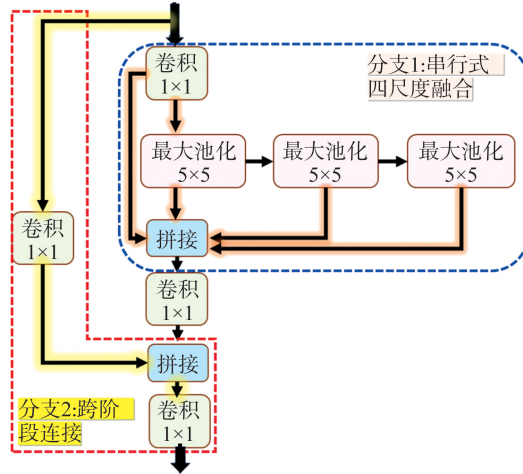 卷积
1×1
分支1:串行式
四尺度融合
最大池化
5×5
最大池化
5×5
最大池化
5×5
卷积
1×1
拼接
卷积
1×1
拼接
分支2:跨阶
段连接
卷积
1×1